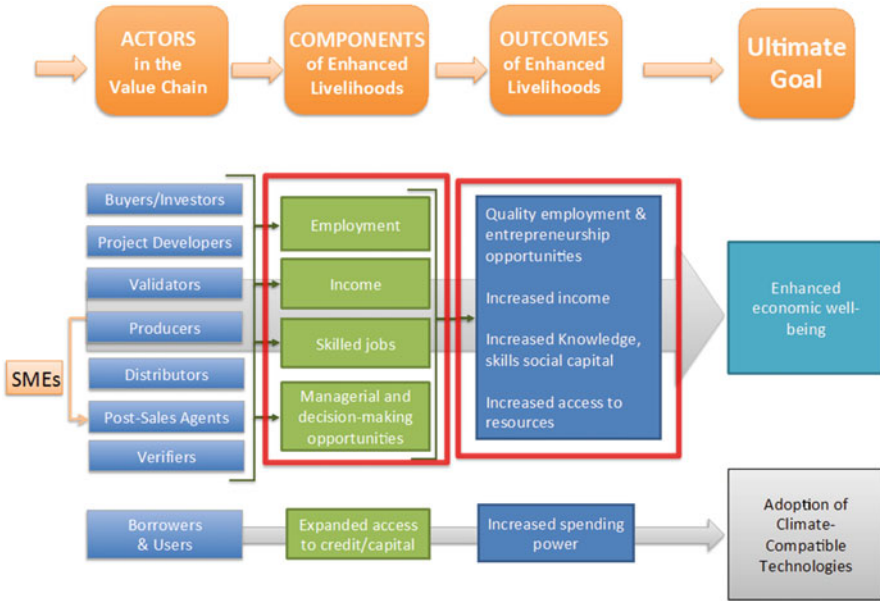 ACTORS
in the
Value Chain
COMPONENTS
of Enhanced
Livelihoods
OUTCOMES
of Enhanced
Livelihoods
Ultimate
Goal
Buyers/Investors
Project Developers
Validators
Producers
Distributors
Post-Sales Agents
Verifiers
SMEs
Employment
Income
Skilled jobs
Managerial and
decision-making
opportunities
Quality employment &
entrepreneurship
opportunities
Increased income
Increased Knowledge,
skills social capital
Increased access to
resources
Enhanced
economic well-
being
Borrowers
& Users
Expanded access
to credit/capital
Increased spending
power
Adoption of
Climate-
Compatible
Technologies